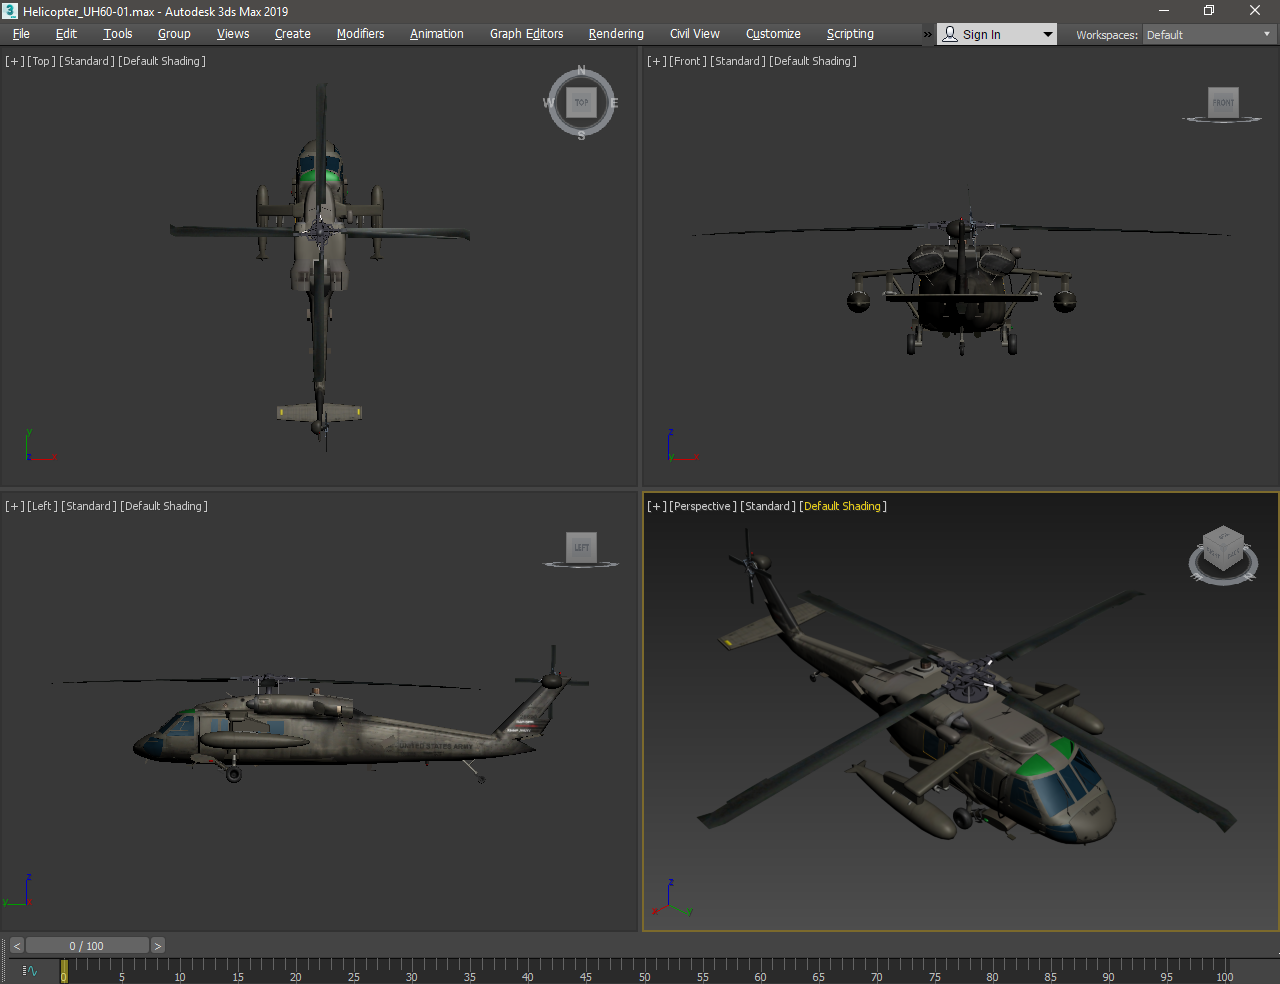 Helicopter_UH60-01.max - Autodesk 3ds Max 2019
File Edit Tools Group Views Create Modifiers Animation Graph Editors Rendering Civil View Customize Scripting » Sign In Workspaces: Default
[+] [Top] [Standard] [Default Shading]
N
W TOP E
S
y
z x
[+] [Front] [Standard] [Default Shading]
FRONT
z
y x
[+] [Left] [Standard] [Default Shading]
LEFT
UNITED STATES ARMY
z
y
[+] [Perspective] [Standard] [Default Shading]
z
x y
< 0 / 100 >
0 5 10 15 20 25 30 35 40 45 50 55 60 65 70 75 80 85 90 95 100